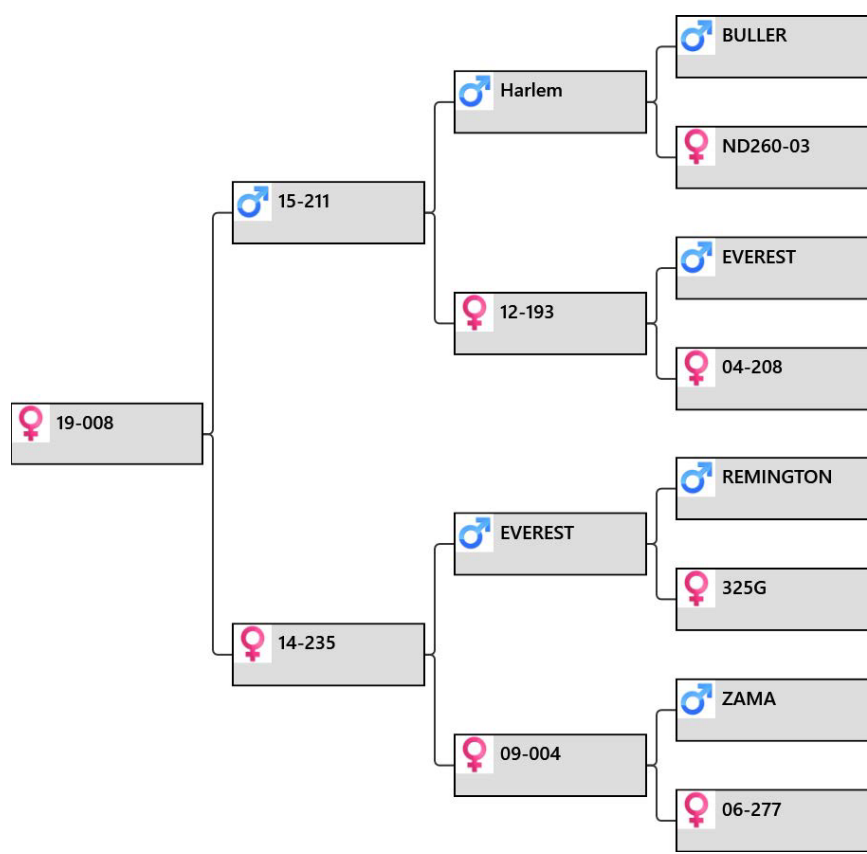 BULLER
Harlem
ND260-03
15-211
EVEREST
12-193
04-208
19-008
REMINGTON
EVEREST
325G
14-235
ZAMA
09-004
06-277